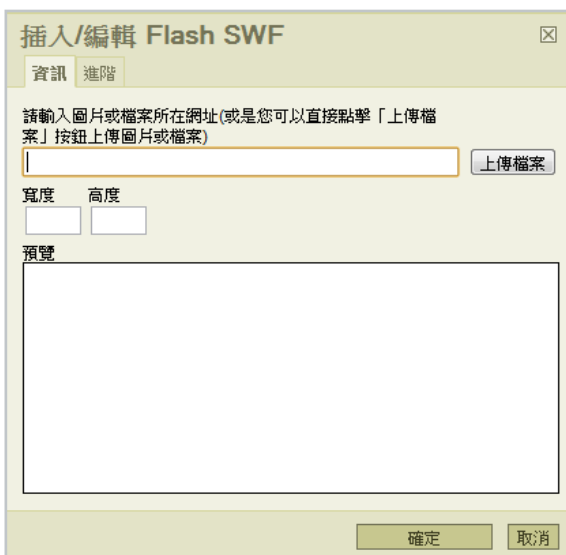 插入/編輯 Flash SWF
資訊 進階
請輸入圖片或檔案所在網址(或是您可以直接點擊「上傳檔
案」按鈕上傳圖片或檔案)
上傳檔案
寬度 高度
預覽
確定 取消